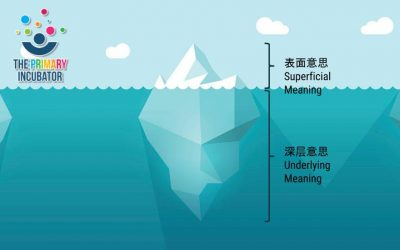 THE PRIMARY
INCUBATOR
表面意思
Superficial
Meaning
深层意思
Underlying
Meaning